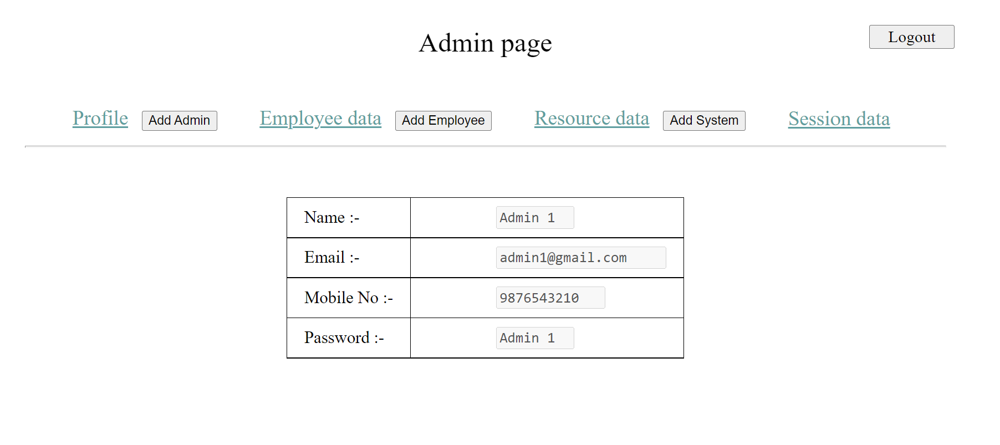 Admin page
Logout
Profile Add Admin Employee data Add Employee Resource data Add System Session data
Name :- Admin 1
Email :- admin1@gmail.com
Mobile No :- 9876543210
Password :- Admin 1